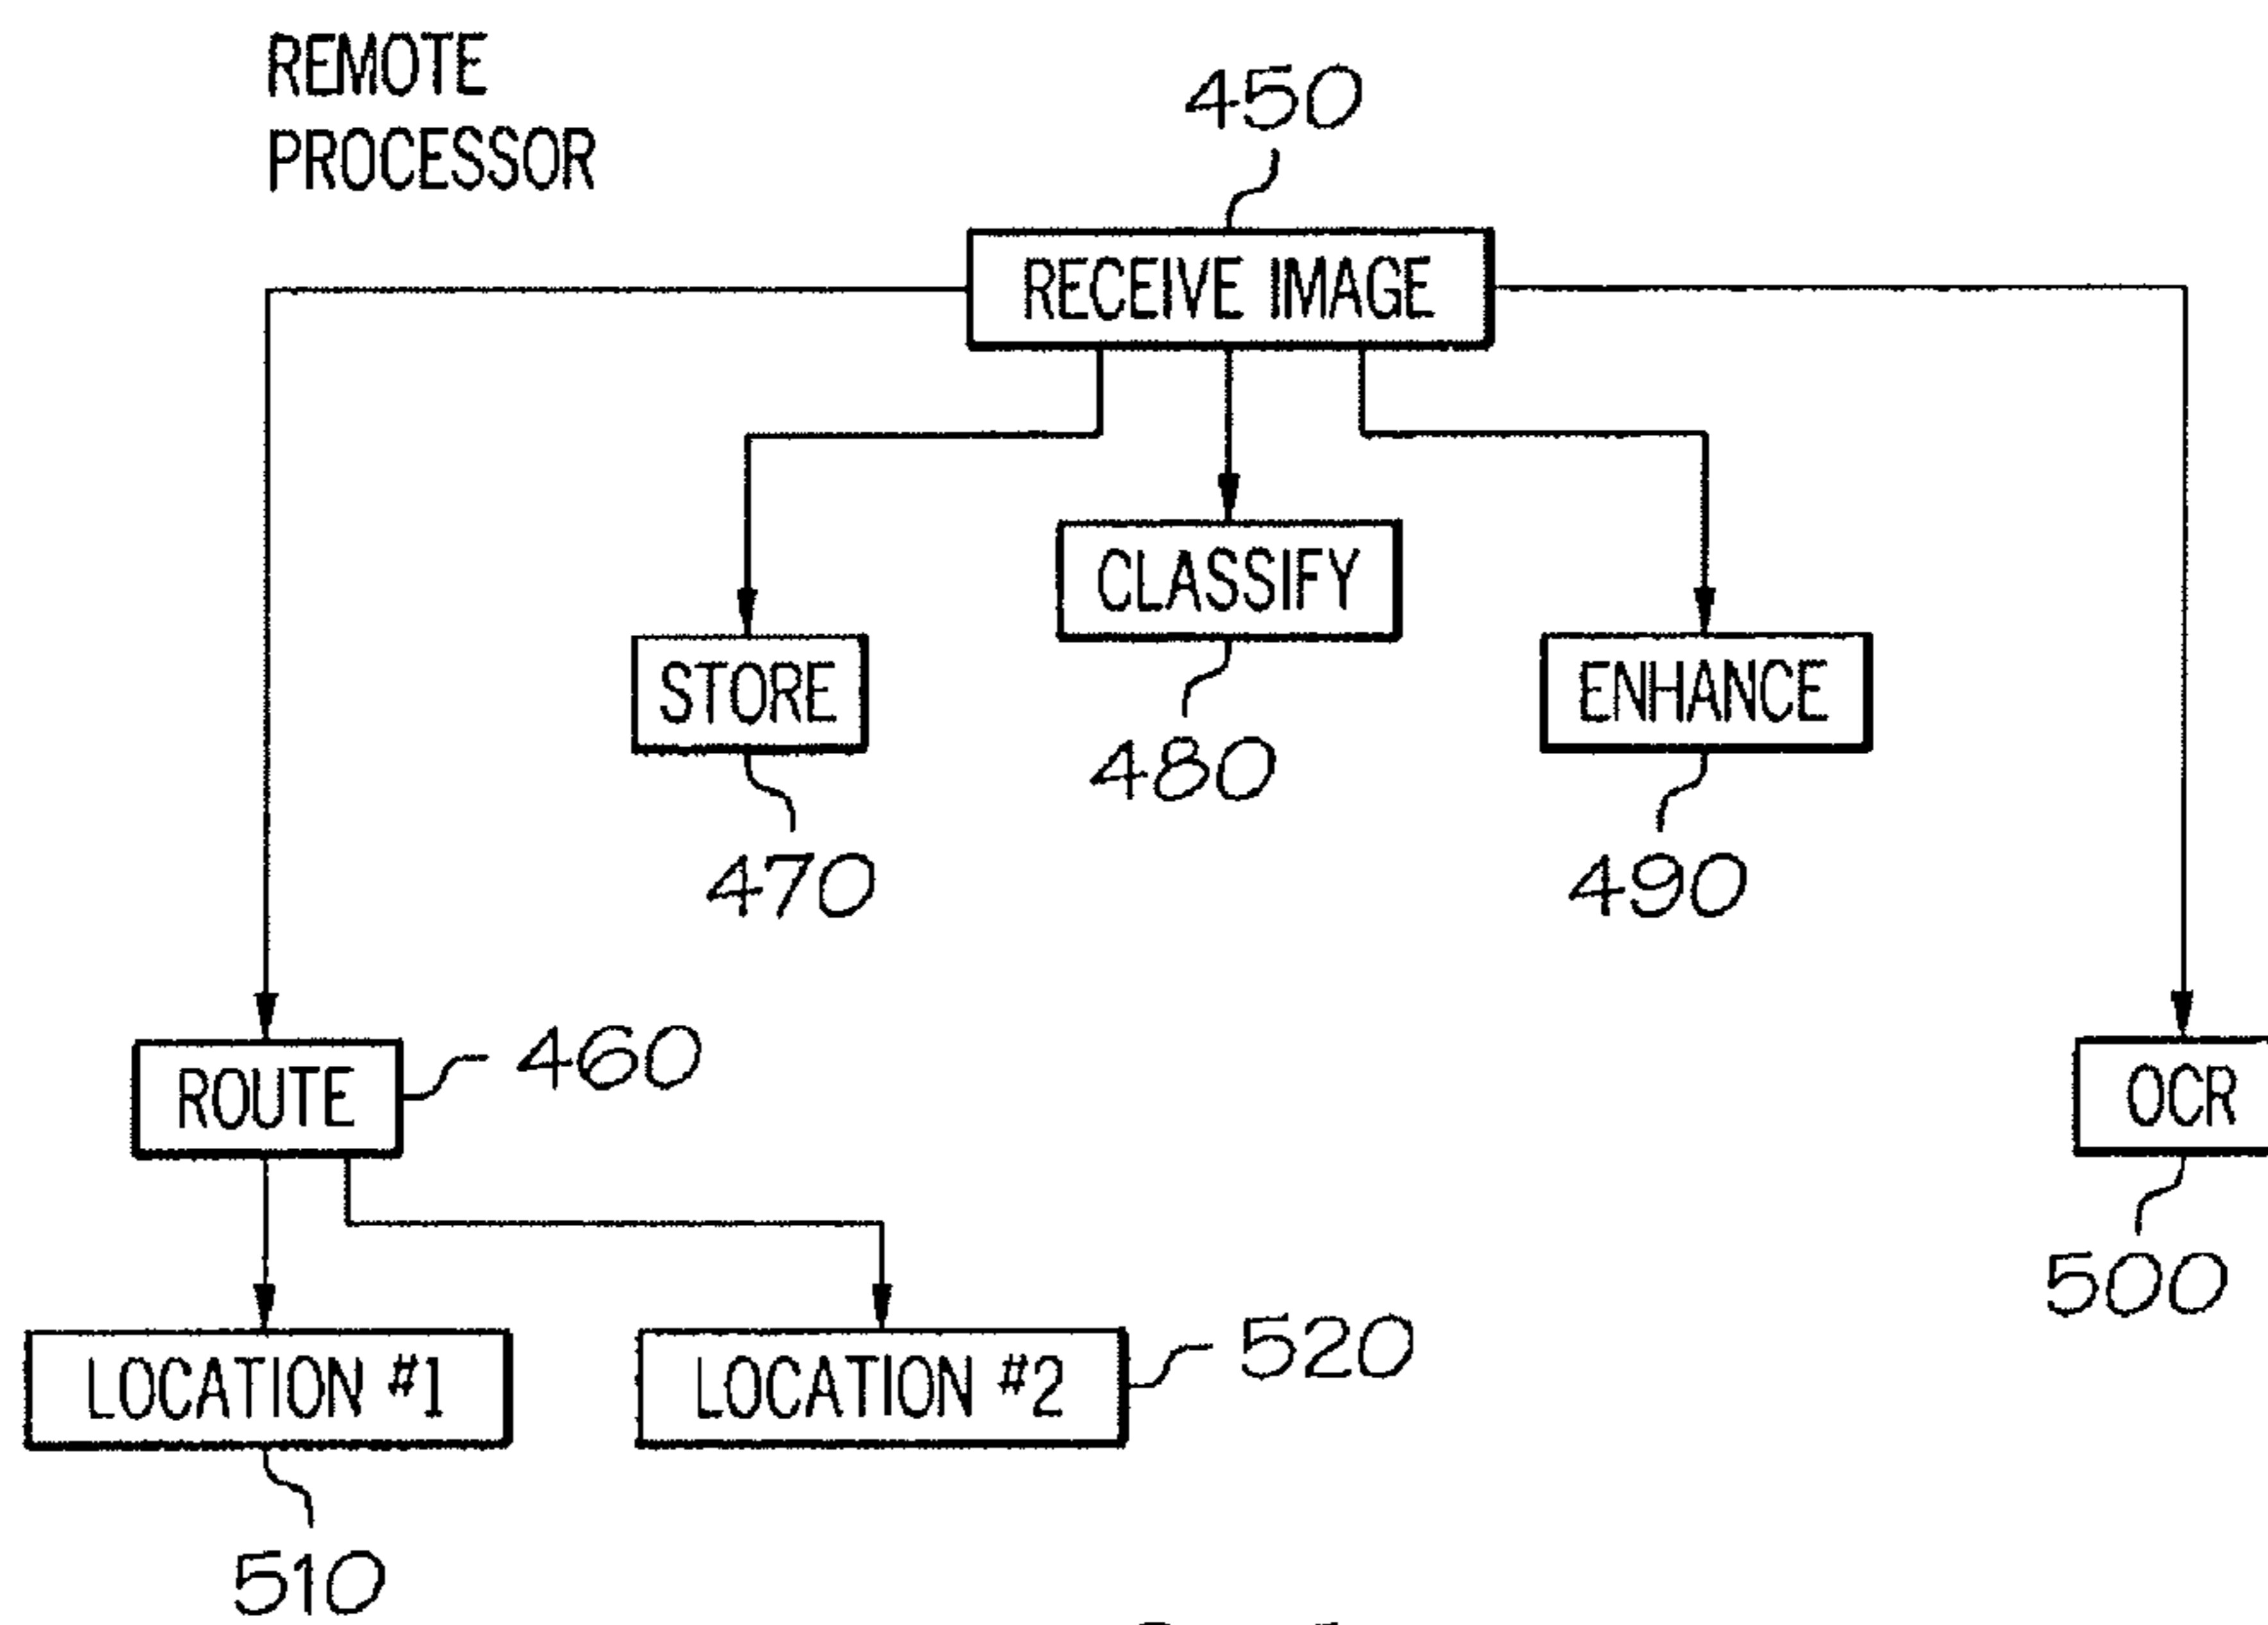 REMOTE
PROCESSOR
450
RECEIVE IMAGE
CLASSIFY
STORE
ENHANCE
480
470
490
460
ROUTE
OCR
500
LOCATION #1
LOCATION #2
520
510